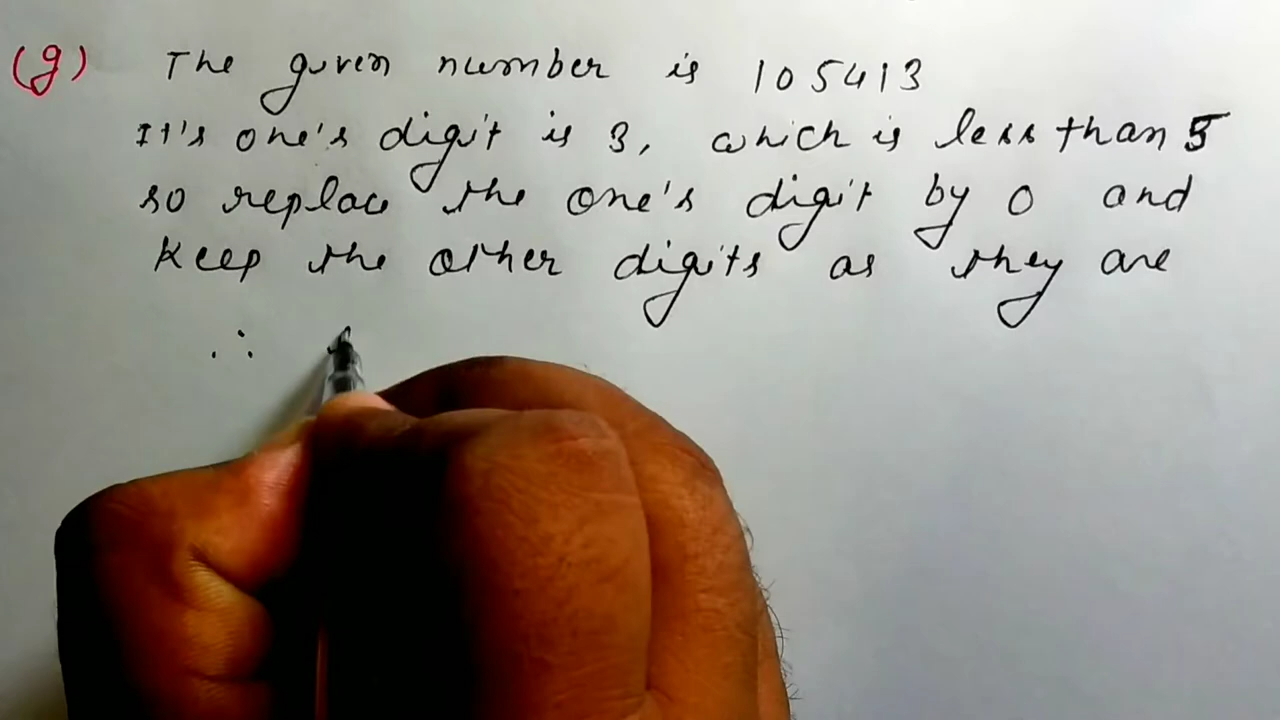 (g) The given number is 105413
It's one's digit is 3, which is less than 5
so replace the one's digit by 0 and
keep the other digits as they are
∴